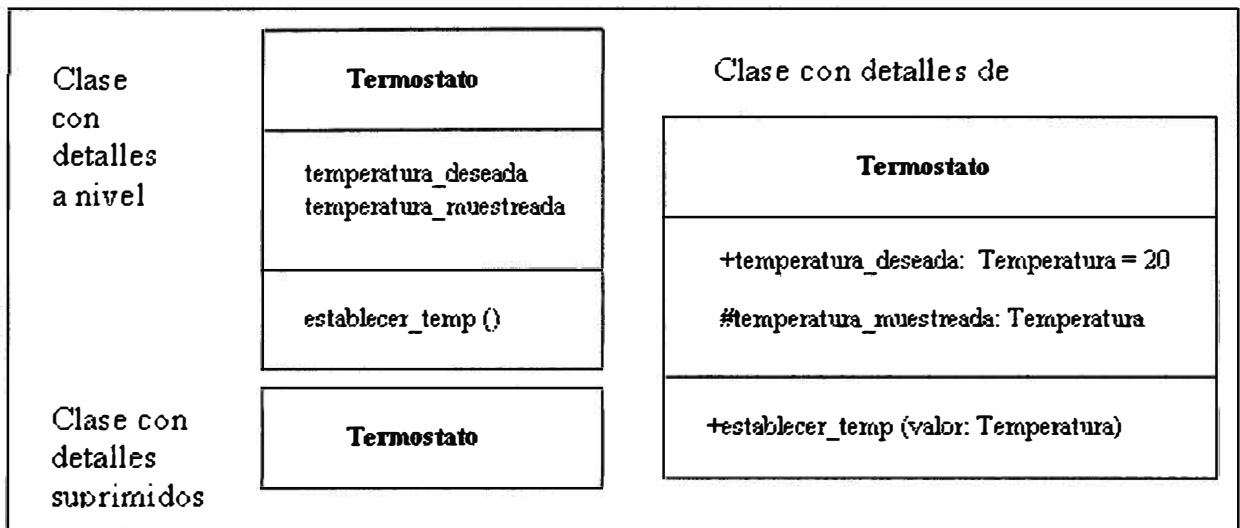 Clase
con
detalles
a nivel
Termostato
temperatura_deseada
temperatura_muestreada
establecer_temp ()
Clase con
detalles
suprimidos
Termostato
Clase con detalles de
Termostato
+temperatura_deseada: Temperatura = 20
#temperatura_muestreada: Temperatura
+establecer_temp (valor: Temperatura)